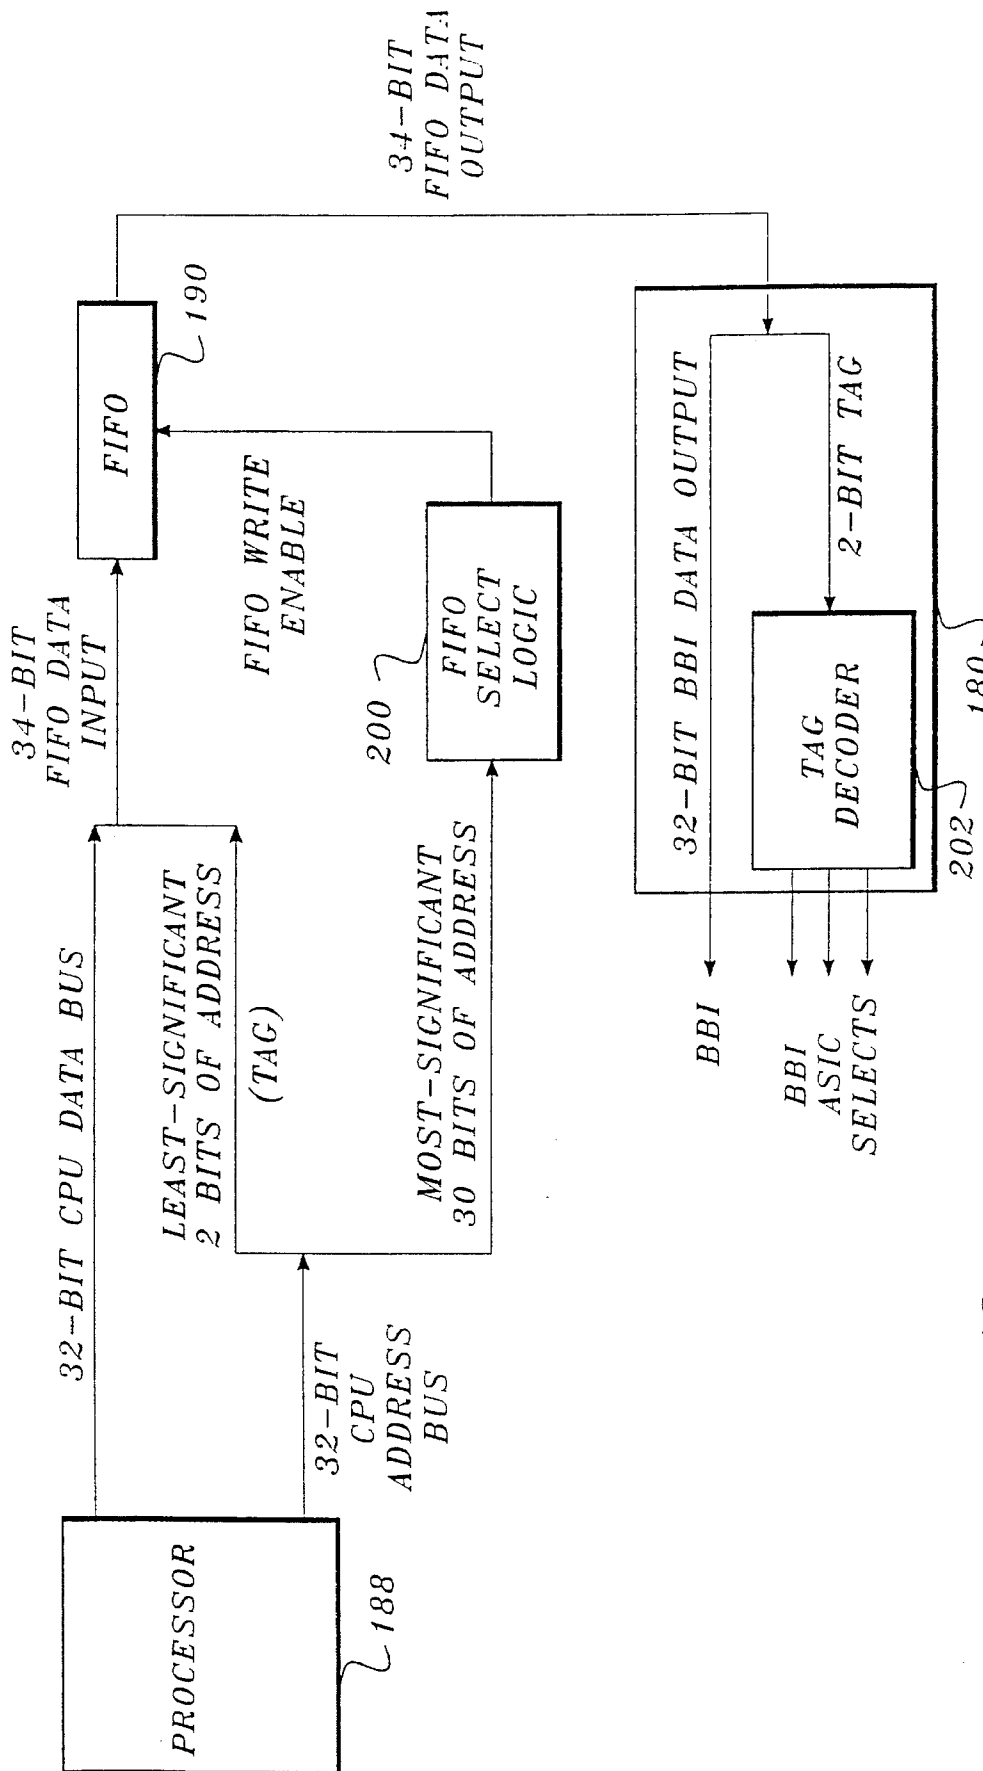 PROCESSOR
188
32-BIT CPU DATA BUS
32-BIT
CPU
ADDRESS
BUS
LEAST-SIGNIFICANT
2 BITS OF ADDRESS
(TAG)
MOST-SIGNIFICANT
30 BITS OF ADDRESS
34-BIT
FIFO DATA
INPUT
FIFO
190
FIFO WRITE
ENABLE
200
FIFO
SELECT
LOGIC
34-BIT
FIFO DATA
OUTPUT
32-BIT BBI DATA OUTPUT
2-BIT TAG
TAG
DECODER
202
180
BBI
BBI
ASIC
SELECTS